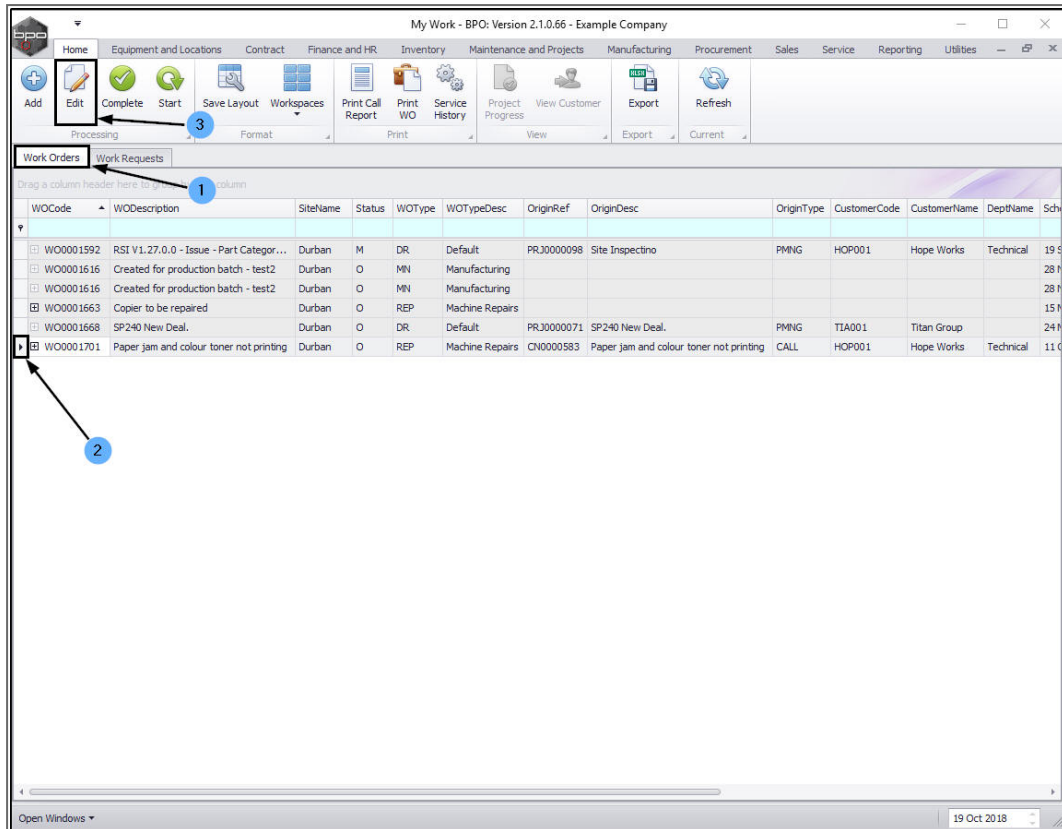 bpo
My Work - BPO: Version 2.1.0.66 - Example Company
Home Equipment and Locations Contract Finance and HR Inventory Maintenance and Projects Manufacturing Procurement Sales Service Reporting Utilities
Add Edit Complete Start Save Layout Workspaces Print Call Report Print WO Service History Project Progress View Customer Export Refresh
3
Processing Format Print View Export Current
Work Orders Work Requests
1
Drag a column header here to group by that column
WOCode WODescription SiteName Status WOType WOTypeDesc OriginRef OriginDesc OriginType CustomerCode CustomerName DeptName
WO0001592 RSI V1.27.0.0 - Issue - Part Categor... Durban M DR Default PRJ0000098 Site Inspectino PMNG HOP001 Hope Works Technical 19
WO0001616 Created for production batch - test2 Durban O MN Manufacturing 28
WO0001616 Created for production batch - test2 Durban O MN Manufacturing 28
WO0001663 Copier to be repaired Durban O REP Machine Repairs 15
WO0001668 SP240 New Deal. Durban O DR Default PRJ0000071 SP240 New Deal. PMNG TIA001 Titan Group 24
WO0001701 Paper jam and colour toner not printing Durban O REP Machine Repairs CN0000583 Paper jam and colour toner not printing CALL HOP001 Hope Works Technical 11
2
Open Windows 19 Oct 2018